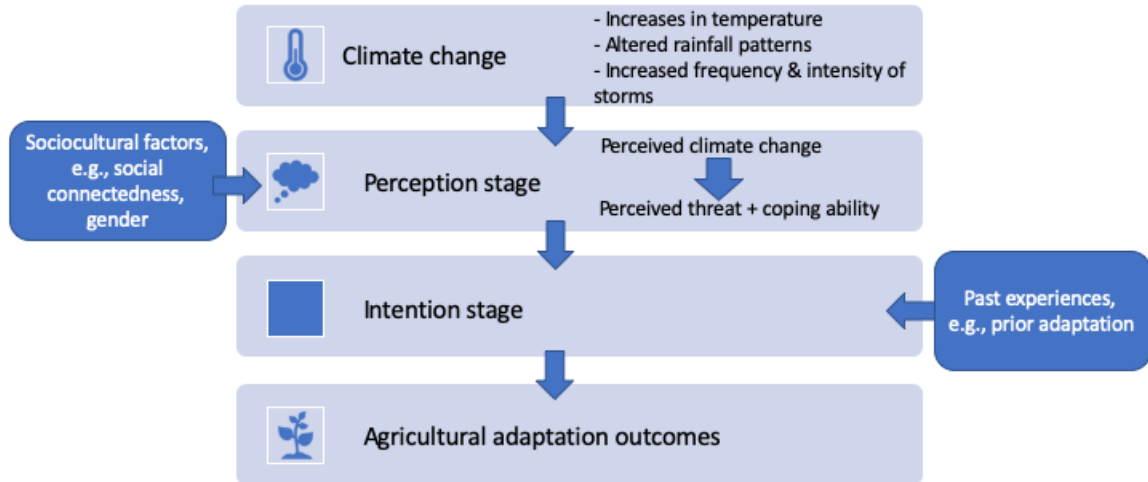 Climate change
- Increases in temperature
- Altered rainfall patterns
- Increased frequency & intensity of
storms
Sociocultural factors,
e.g., social
connectedness,
gender
Perception stage
Perceived climate change
Perceived threat + coping ability
Intention stage
Past experiences,
e.g., prior adaptation
Agricultural adaptation outcomes